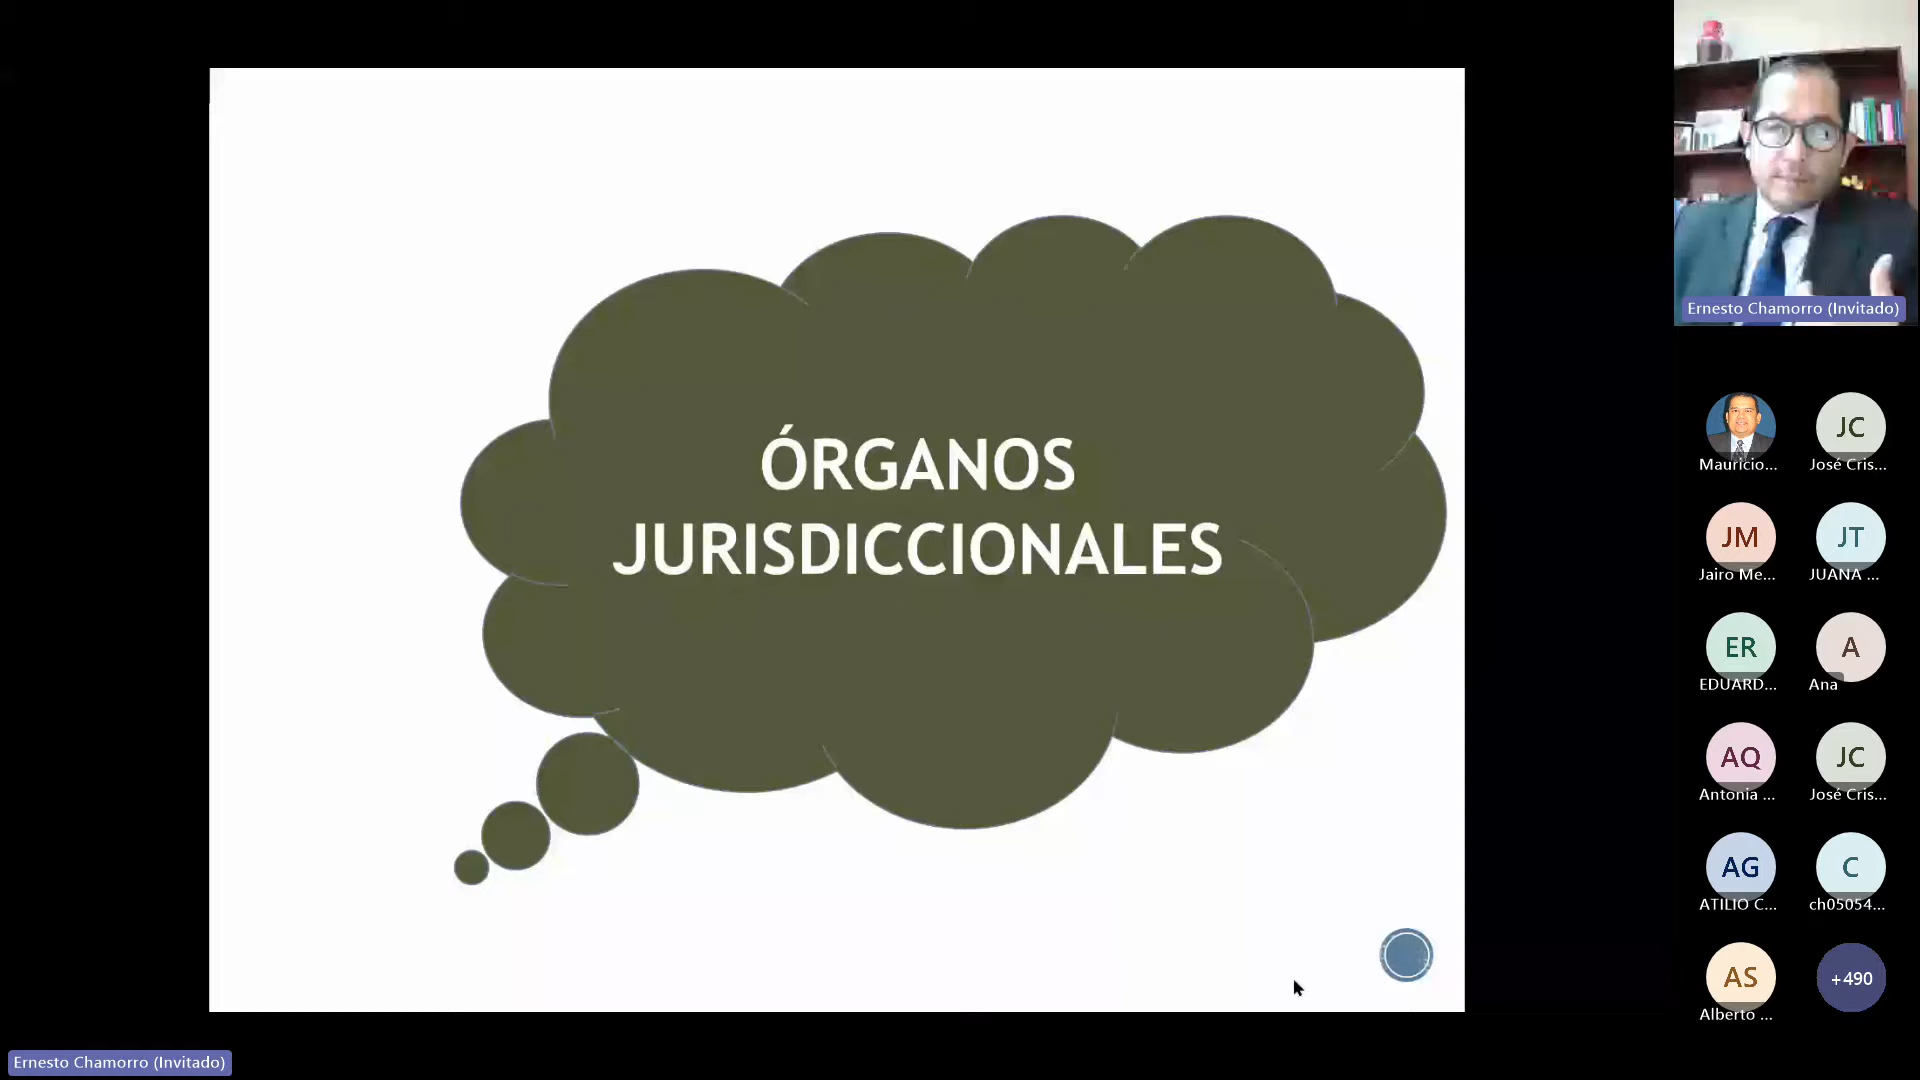 ÓRGANOS
JURISDICCIONALES
Ernesto Chamorro (Invitado)
Mauricio...
JC
José Cris...
JM
Jairo Me...
JT
JUANA ...
ER
EDUARD...
A
Ana
AQ
Antonia ...
JC
José Cris...
AG
ATILIO C...
C
ch05054...
AS
Alberto ...
+490
Ernesto Chamorro (Invitado)